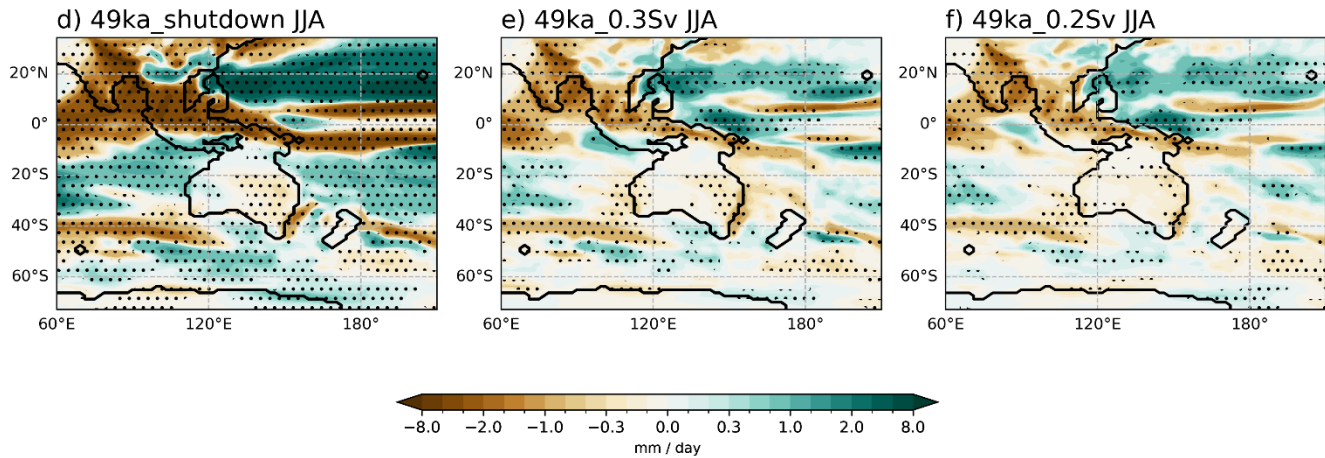 d) 49ka_shutdown JJA
e) 49ka_0.3Sv JJA
f) 49ka_0.2Sv JJA
20°N
0°
20°S
40°S
60°S
60°E
120°E
180°
20°N
0°
20°S
40°S
60°S
60°E
120°E
180°
20°N
0°
20°S
40°S
60°S
60°E
120°E
180°
−8.0 −2.0 −1.0 −0.3 0.0 0.3 1.0 2.0 8.0
mm / day